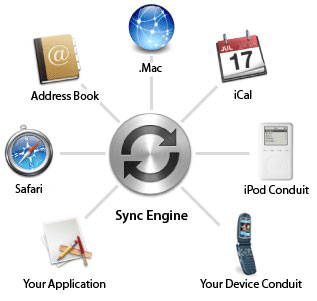 .Mac
JUL
17
iCal
@
Address Book
Safari
Sync Engine
iPod Conduit
Your Application
Your Device Conduit